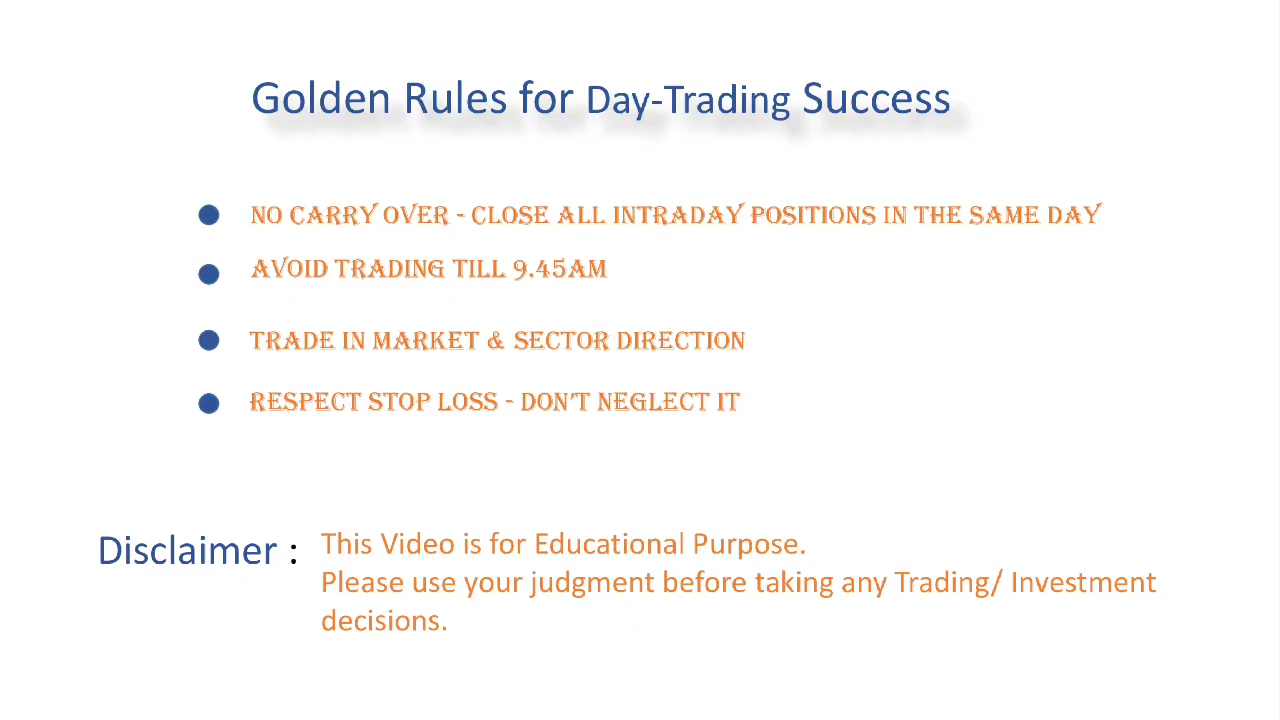 Golden Rules for Day-Trading Success
NO CARRY OVER - CLOSE ALL INTRADAY POSITIONS IN THE SAME DAY
AVOID TRADING TILL 9.45AM
TRADE IN MARKET & SECTOR DIRECTION
RESPECT STOP LOSS - DON'T NEGLECT IT
Disclaimer : This Video is for Educational Purpose.
Please use your judgment before taking any Trading/ Investment
decisions.